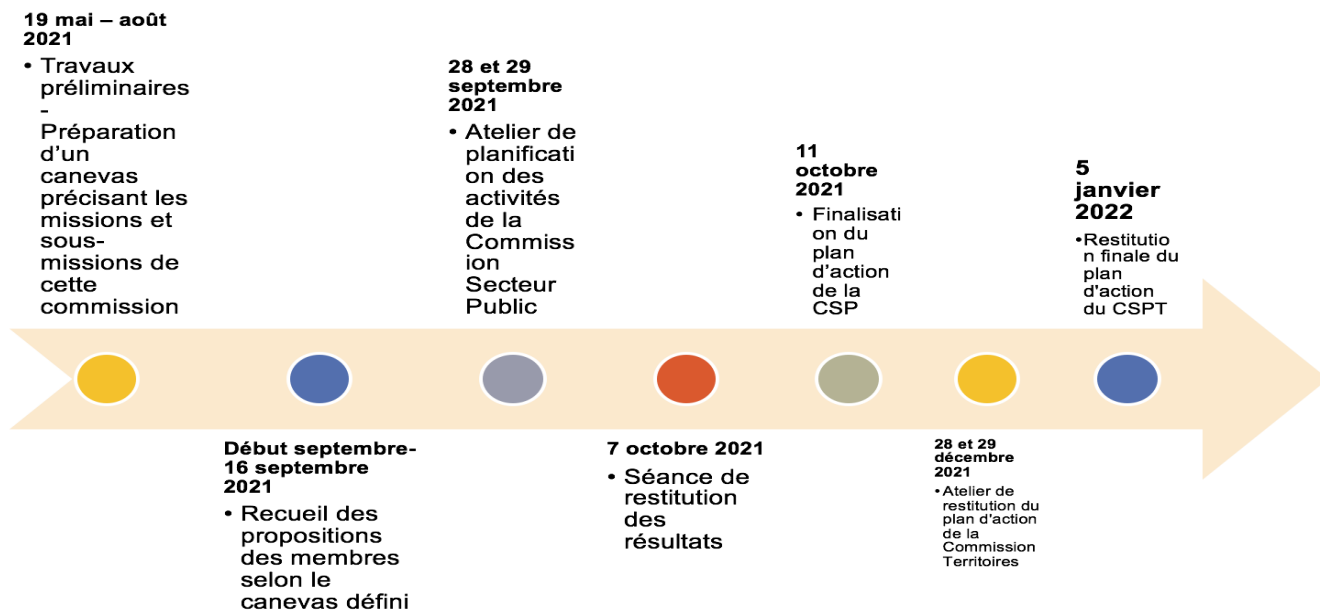 19 mai – août
2021
• Travaux
préliminaires
-
Préparation
d’un
canevas
précisant les
missions et
sous-
missions de
cette
commission
Début septembre-
16 septembre
2021
• Recueil des
propositions
des membres
selon le
canevas défini
28 et 29
septembre
2021
• Atelier de
planificati
on des
activités
de la
Commiss
ion
Secteur
Public
7 octobre 2021
• Séance de
restitution
des
résultats
11
octobre
2021
• Finalisati
on du
plan
d’action
de la
CSP
28 et 29
décembre
2021
• Atelier de
restitution du
plan d'action
de la
Commission
Territoires
5
janvier
2022
•Restitutio
n finale du
plan
d'action
du CSPT